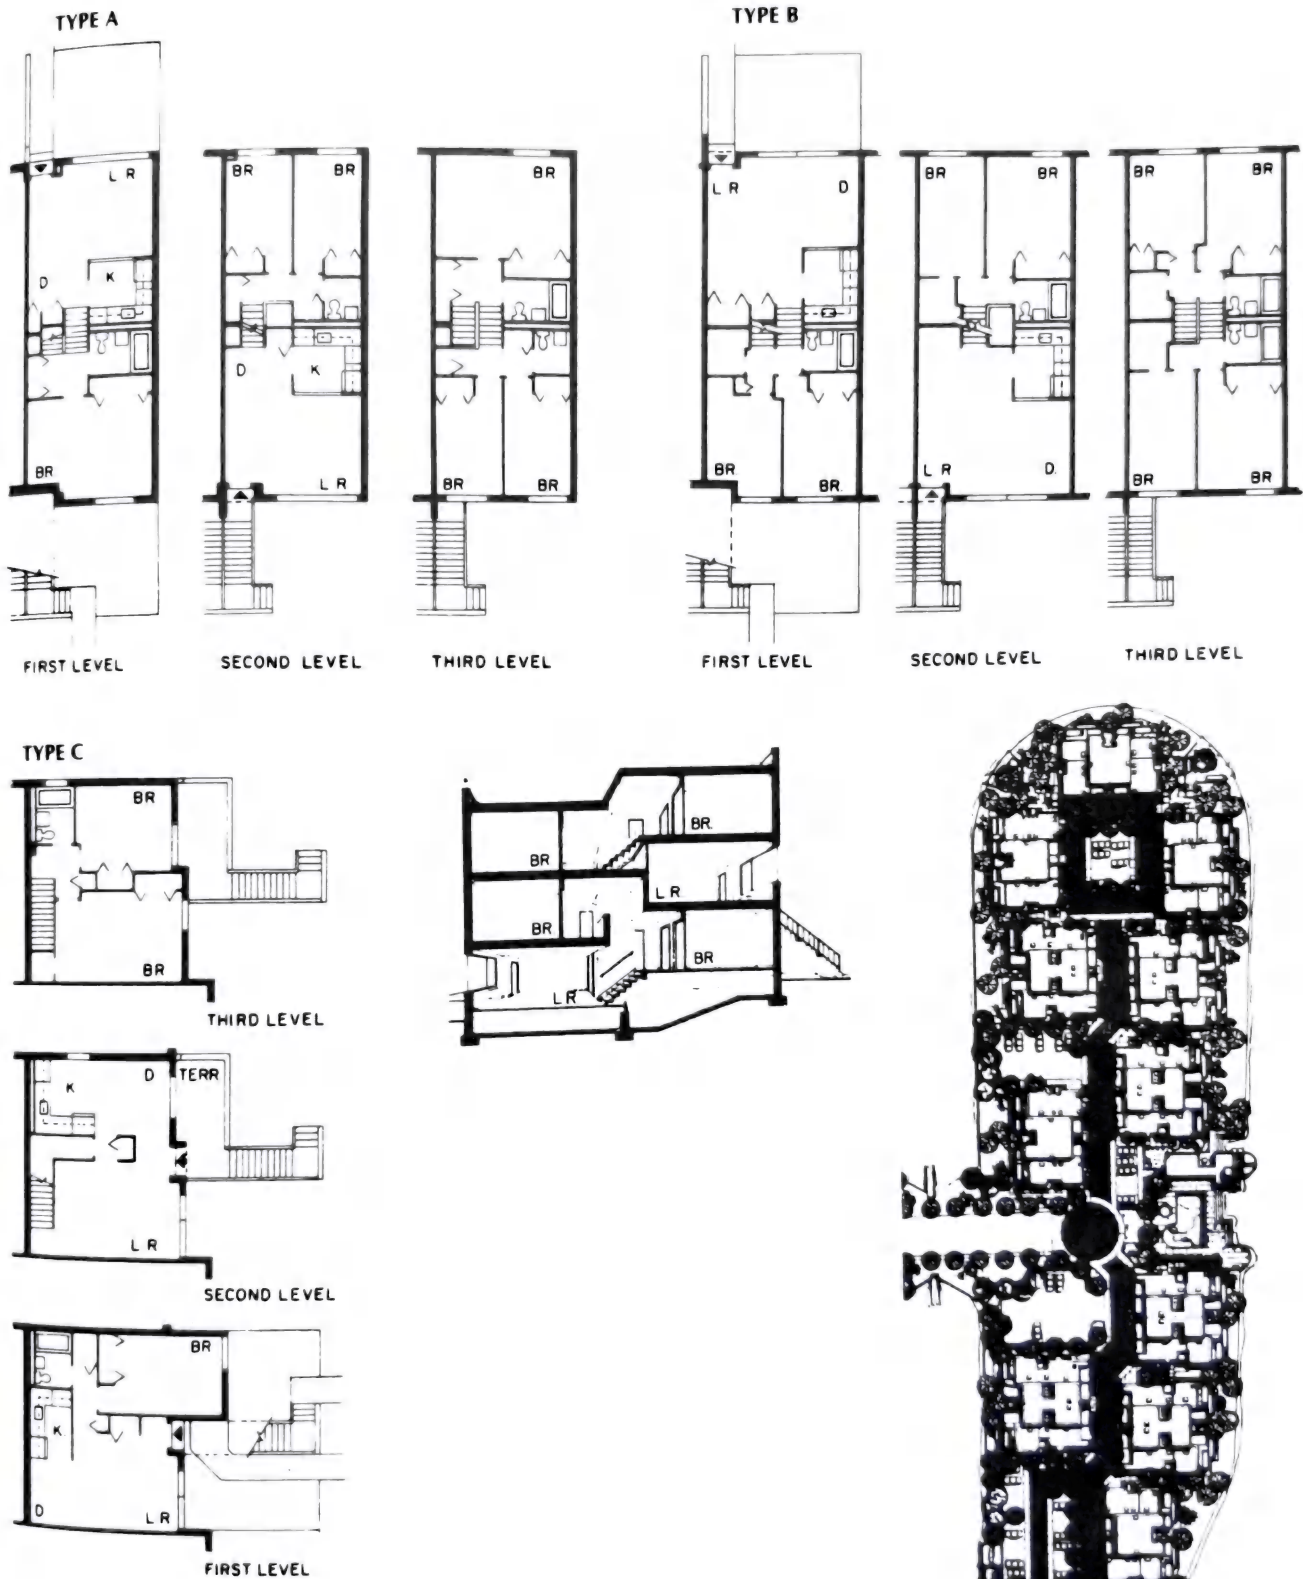 TYPE A
TYPE B
L R
D
K
BR
BR
BR
D
K
L R
BR
BR
BR
L R
D
BR.
BR.
BR
BR
L R
D.
BR
BR
BR
BR
FIRST LEVEL
SECOND LEVEL
THIRD LEVEL
FIRST LEVEL
SECOND LEVEL
THIRD LEVEL
TYPE C
BR
BR
THIRD LEVEL
K
D
TERR
L R
SECOND LEVEL
BR
K
D
L R
FIRST LEVEL
BR.
BR
L R
BR
BR
L R